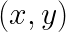 (x, y)